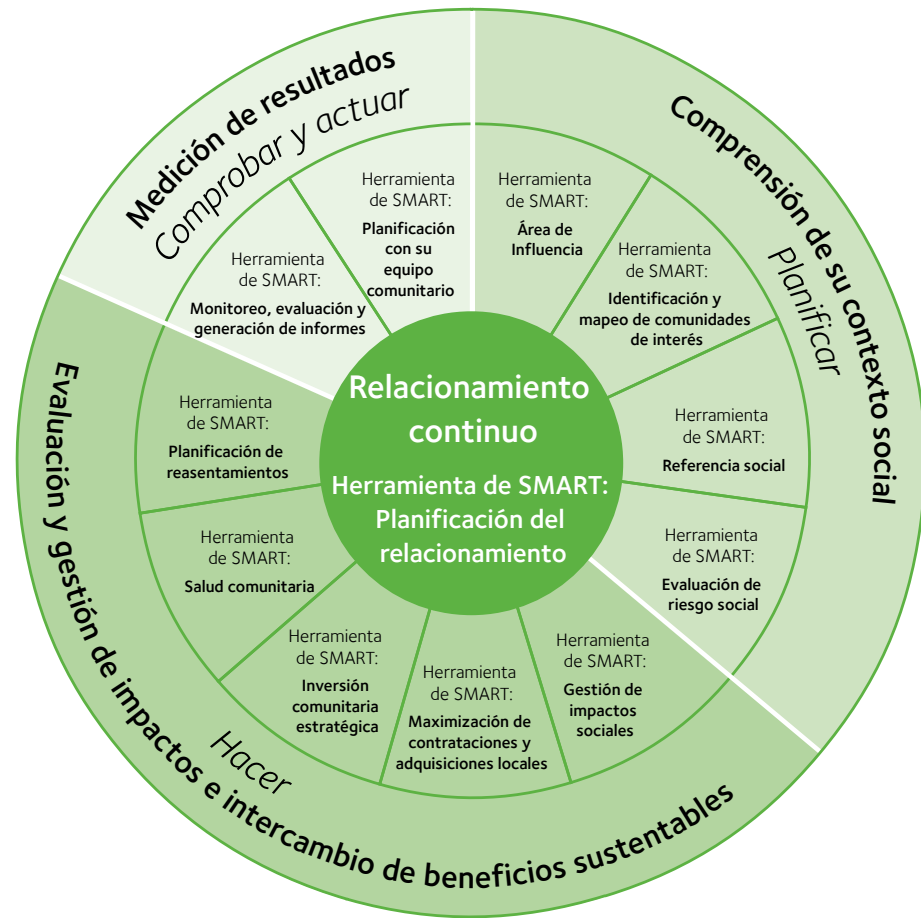 Medición de resultados
Comprobar y actuar
Comprensión de su contexto social
Planificar
Evaluación y gestión de impactos e intercambio de beneficios sustentables
Hacer
Herramienta
de SMART:
Área de
Influencia
Herramienta
de SMART:
Identificación y
mapeo de comunidades
de interés
Herramienta
de SMART:
Referencia social
Herramienta
de SMART:
Evaluación de
riesgo social
Herramienta
de SMART:
Gestión de
impactos
sociales
Herramienta
de SMART:
Maximización de
contrataciones y
adquisiciones locales
Herramienta
de SMART:
Inversión
comunitaria
estratégica
Herramienta
de SMART:
Salud comunitaria
Herramienta
de SMART:
Planificación de
reasentamientos
Herramienta
de SMART:
Monitoreo, evaluación y
generación de informes
Herramienta
de SMART:
Planificación
con su
equipo
comunitario
Relacionamiento
continuo
Herramienta de SMART:
Planificación del
relacionamiento